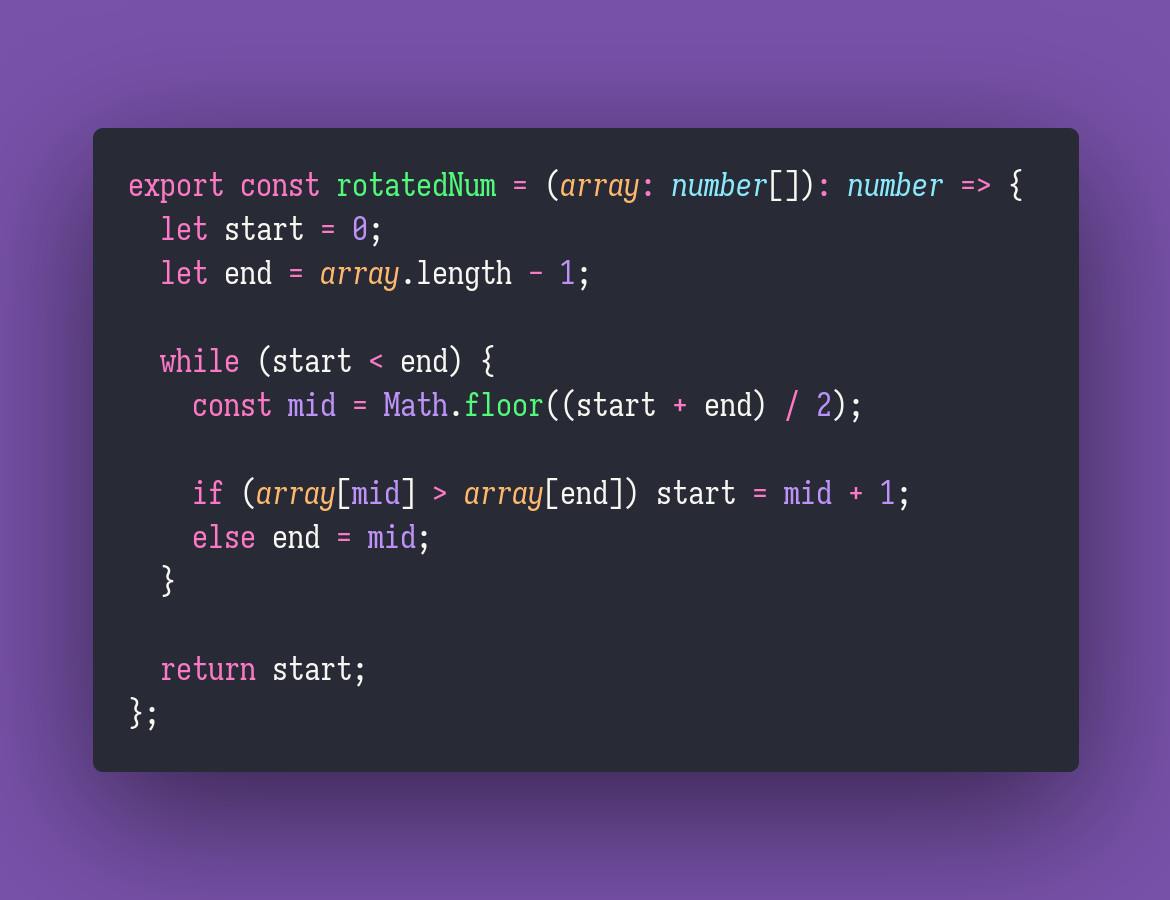 export const rotatedNum = (array: number[]): number => {
  let start = 0;
  let end = array.length - 1;

  while (start < end) {
    const mid = Math.floor((start + end) / 2);

    if (array[mid] > array[end]) start = mid + 1;
    else end = mid;
  }

  return start;
};